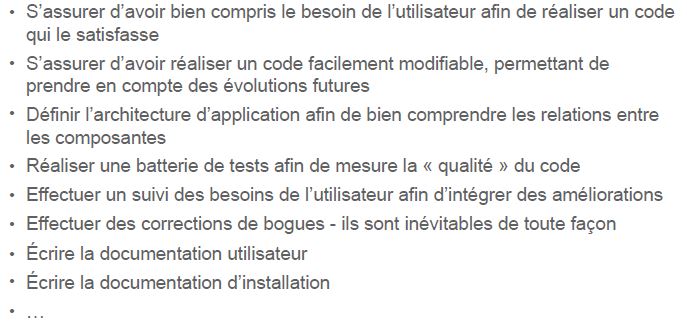 • S’assurer d’avoir bien compris le besoin de l’utilisateur afin de réaliser un code
qui le satisfasse
• S’assurer d’avoir réaliser un code facilement modifiable, permettant de
prendre en compte des évolutions futures
• Définir l’architecture d’application afin de bien comprendre les relations entre
les composantes
• Réaliser une batterie de tests afin de mesure la « qualité » du code
• Effectuer un suivi des besoins de l’utilisateur afin d’intégrer des améliorations
• Effectuer des corrections de bogues - ils sont inévitables de toute façon
• Écrire la documentation utilisateur
• Écrire la documentation d’installation
• …